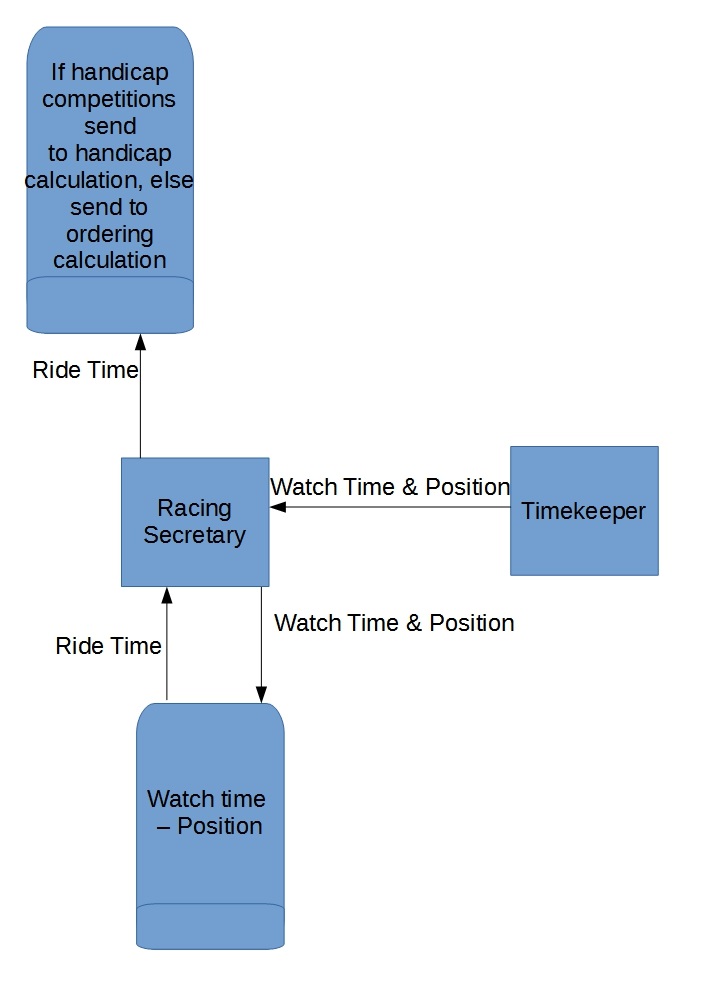 If handicap
competitions
send
to handicap
calculation, else
send to
ordering
calculation
Ride Time
Racing
Secretary
Watch Time & Position
Timekeeper
Ride Time
Watch Time & Position
Watch time
– Position